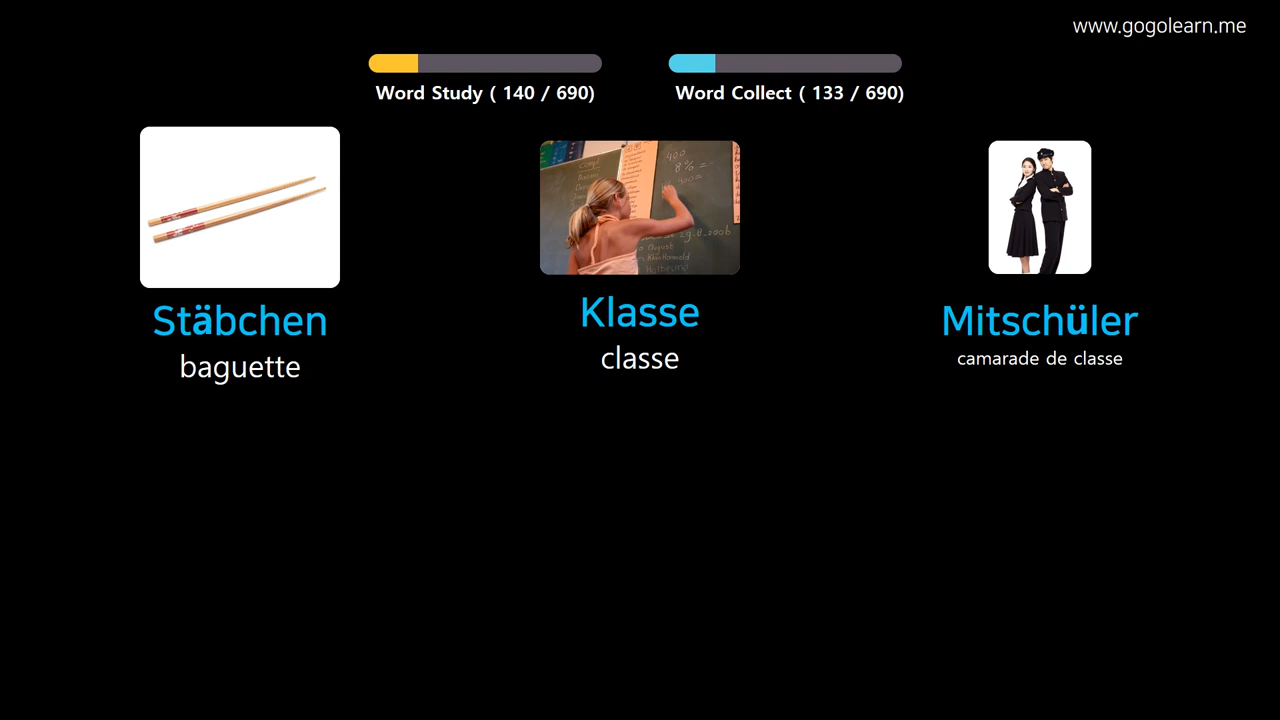 www.gogolearn.me
Word Study ( 140 / 690)
Word Collect ( 133 / 690)
Stäbchen
baguette
Klasse
classe
Mitschüler
camarade de classe